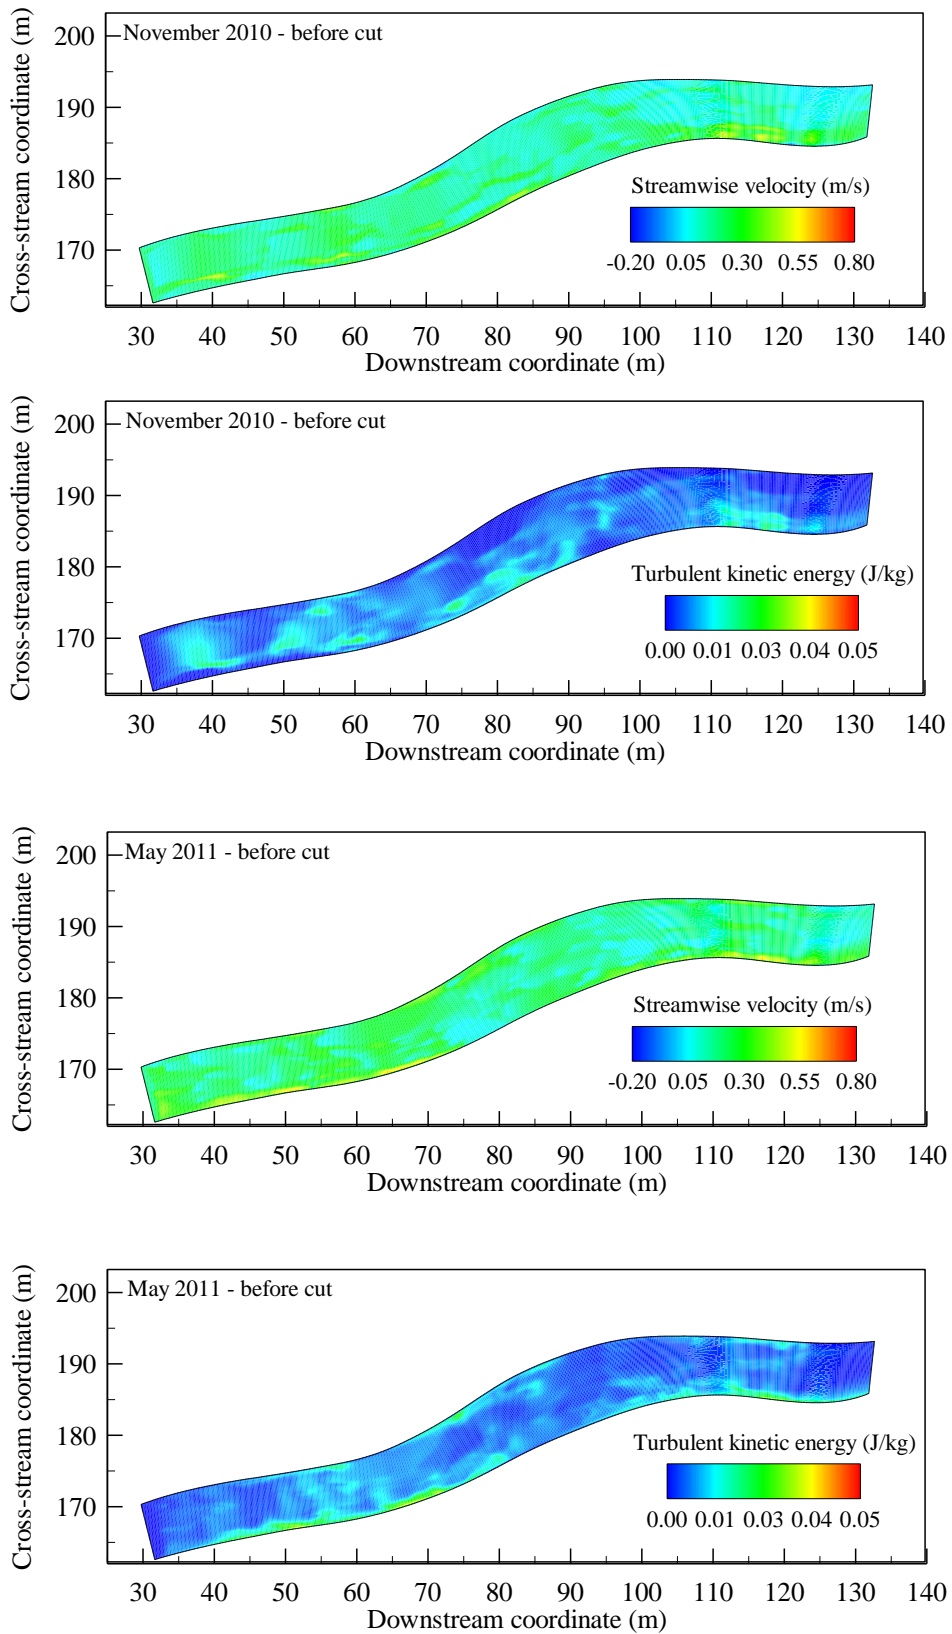 November 2010 - before cut
Cross-stream coordinate (m)
200
190
180
170
Streamwise velocity (m/s)
-0.20 0.05 0.30 0.55 0.80
30 40 50 60 70 80 90 100 110 120 130 140
Downstream coordinate (m)
November 2010 - before cut
Cross-stream coordinate (m)
200
190
180
170
Turbulent kinetic energy (J/kg)
0.00 0.01 0.03 0.04 0.05
30 40 50 60 70 80 90 100 110 120 130 140
Downstream coordinate (m)
May 2011 - before cut
Cross-stream coordinate (m)
200
190
180
170
Streamwise velocity (m/s)
-0.20 0.05 0.30 0.55 0.80
30 40 50 60 70 80 90 100 110 120 130 140
Downstream coordinate (m)
May 2011 - before cut
Cross-stream coordinate (m)
200
190
180
170
Turbulent kinetic energy (J/kg)
0.00 0.01 0.03 0.04 0.05
30 40 50 60 70 80 90 100 110 120 130 140
Downstream coordinate (m)